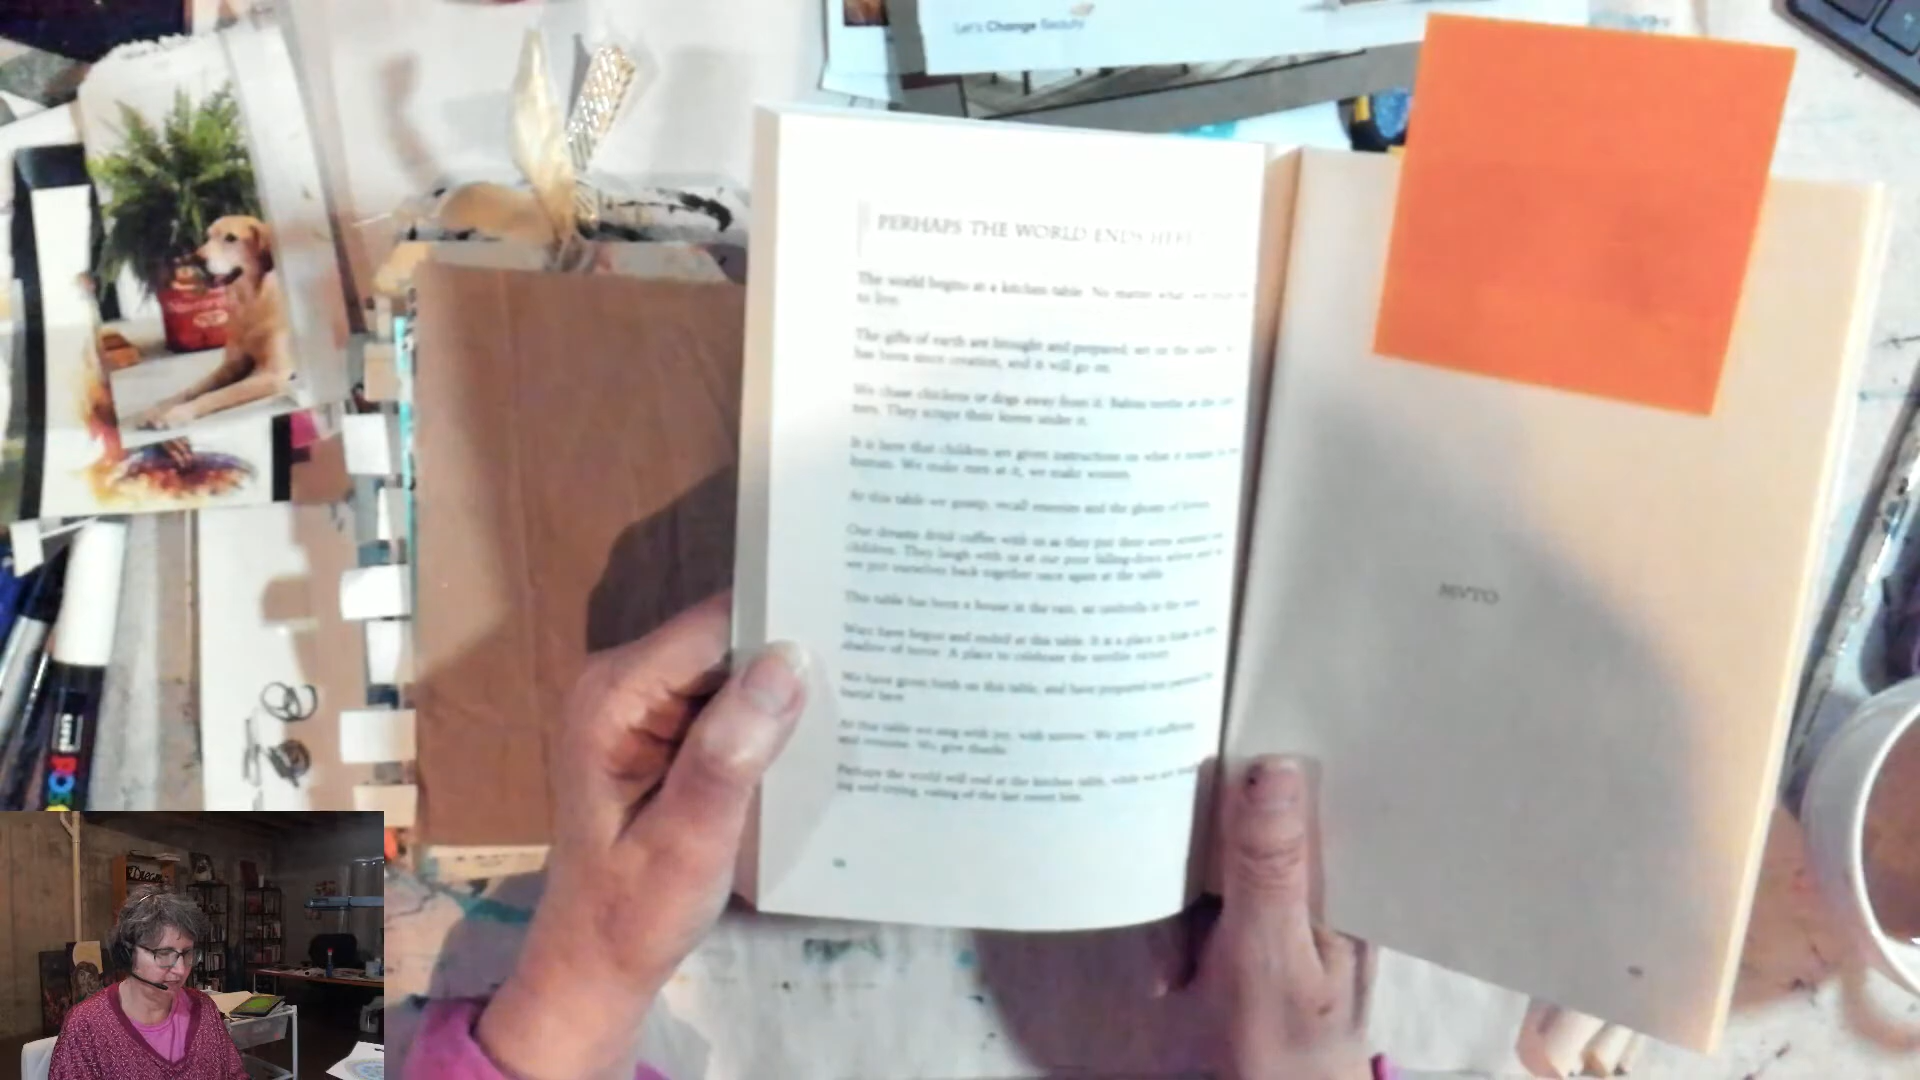 Let's Change Beauty
PERHAPS THE WORLD ENDS HERE
The world begins at a kitchen table. No matter what, we must
to live.
The gifts of earth are brought and prepared, set on the table.
has been since creation, and it will go on.
We chase chickens or dogs away from it. Babies teethe at the
ners. They scrape their knees under it.
It is here that children are given instructions on what it means
human. We make men at it, we make women.
At this table we gossip, recall enemies and the ghosts of lovers.
Our dreams drink coffee with us as they put their arms around
children. They laugh with us at our poor falling-down selves and
we put ourselves back together once again at the table.
This table has been a house in the rain, an umbrella in the sun.
Wars have begun and ended at this table. It is a place to hide in the
shadow of terror. A place to celebrate the terrible victory.
We have given birth on this table, and have prepared our parents
burial here.
At this table we sing with joy, with sorrow. We pray of suffering
and remorse. We give thanks.
Perhaps the world will end at the kitchen table, while we are
ing and crying, eating of the last sweet bite.
MVTO
POSCA